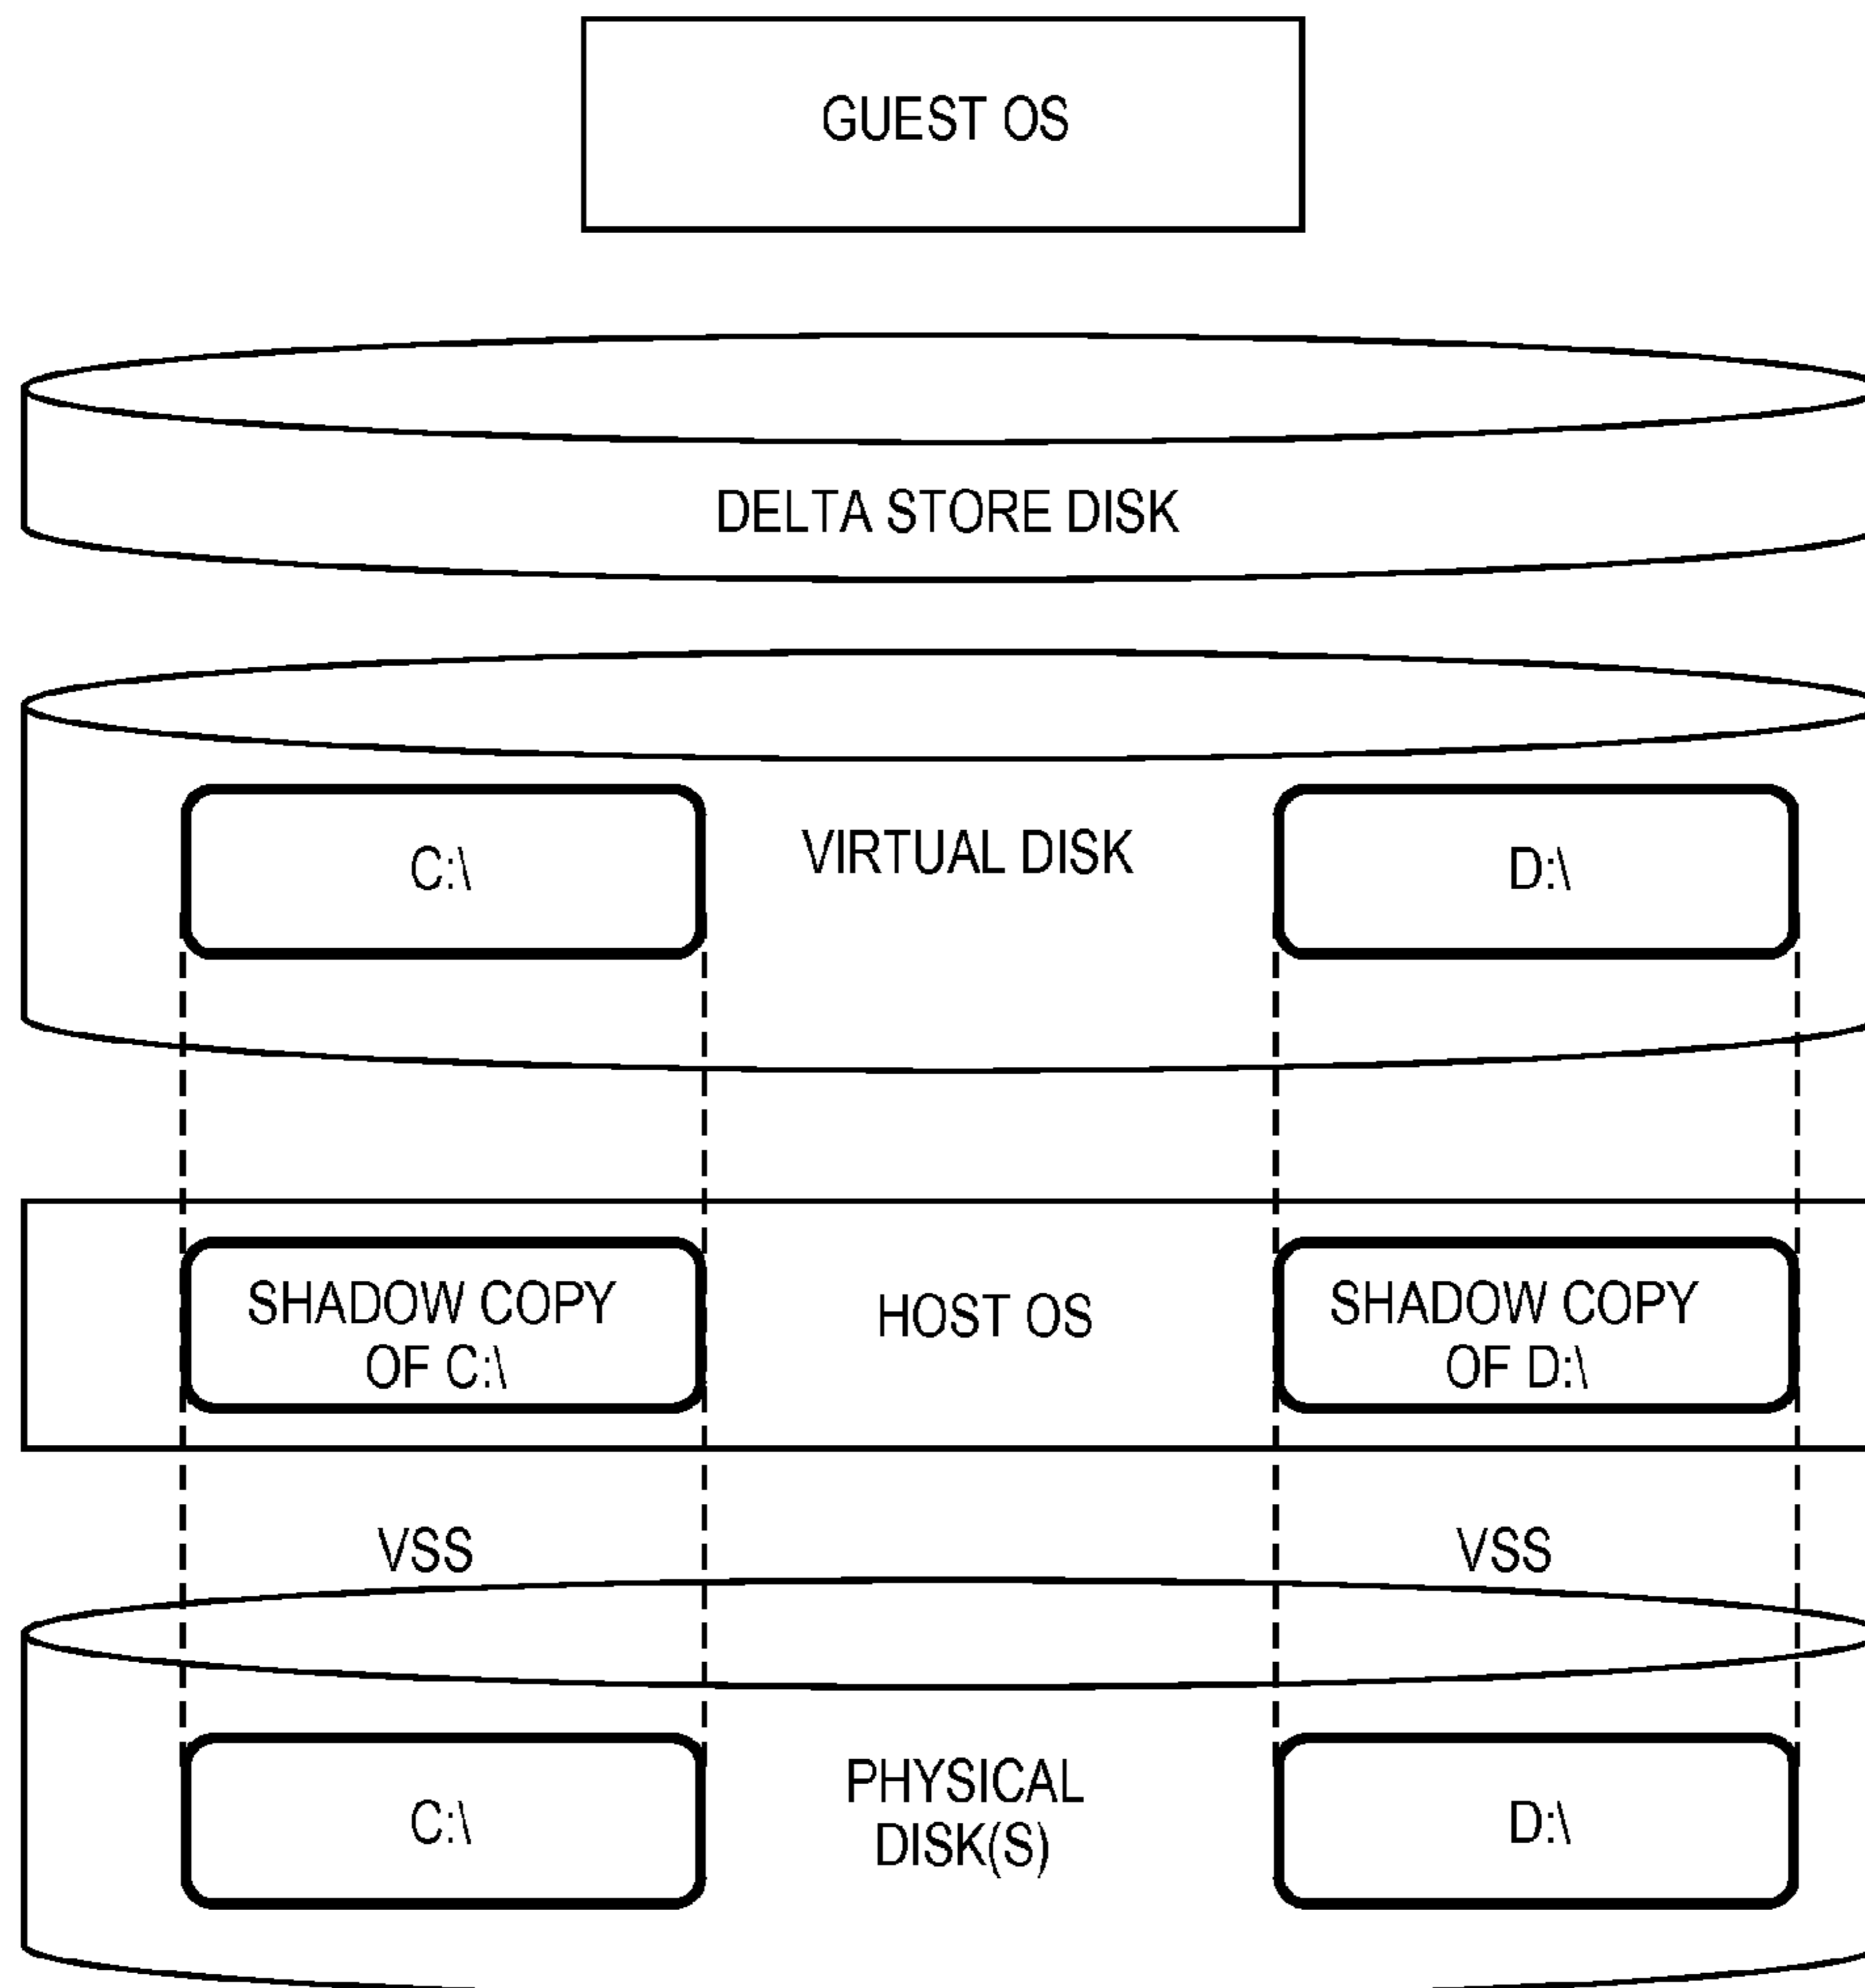 GUEST OS
DELTA STORE DISK
C:\
VIRTUAL DISK
D:\
SHADOW COPY
OF C:\
HOST OS
SHADOW COPY
OF D:\
VSS
VSS
C:\
PHYSICAL
DISK(S)
D:\